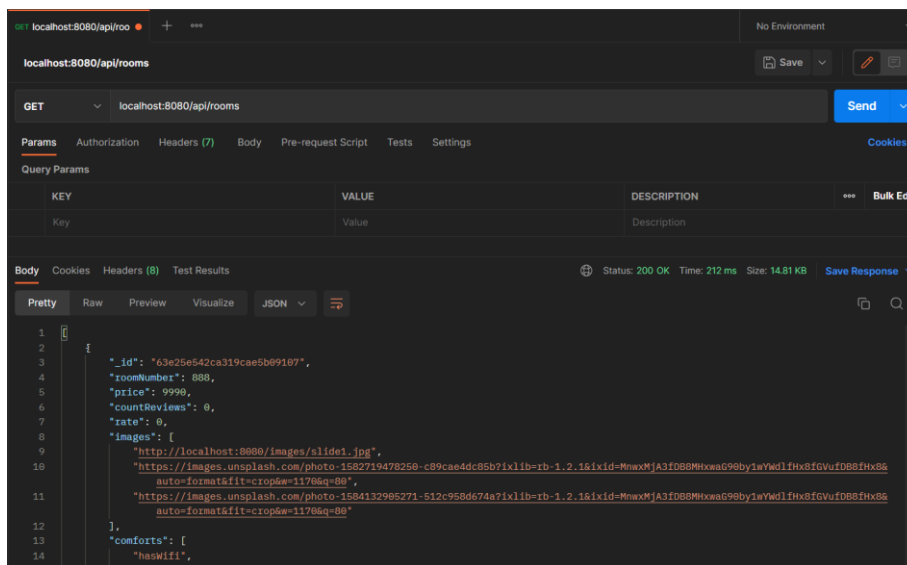 GET localhost:8080/api/roo
No Environment
localhost:8080/api/rooms
Save
GET localhost:8080/api/rooms Send
Params Authorization Headers (7) Body Pre-request Script Tests Settings Cookies
Query Params
KEY VALUE DESCRIPTION Bulk Ed
Key Value Description
Body Cookies Headers (8) Test Results Status: 200 OK Time: 212 ms Size: 14.81 KB Save Response
Pretty Raw Preview Visualize JSON
1 [
2 {
3 "_id": "63e25e542ca319cae5b09107",
4 "roomNumber": 888,
5 "price": 9990,
6 "countReviews": 0,
7 "rate": 0,
8 "images": [
9 "http://localhost:8080/images/slide1.jpg",
10 "https://images.unsplash.com/photo-1582719478250-c89cae4dc85b?ixlib=rb-1.2.1&ixid=MnwxMjA3fDB8MHxwaG90by1wYWdlfHx8fGVufDB8fHx8&
auto=format&fit=crop&w=1170&q=80",
11 "https://images.unsplash.com/photo-1584132905271-512c958d674a?ixlib=rb-1.2.1&ixid=MnwxMjA3fDB8MHxwaG90by1wYWdlfHx8fGVufDB8fHx8&
auto=format&fit=crop&w=1170&q=80"
12 ],
13 "comforts": [
14 "hasWifi",